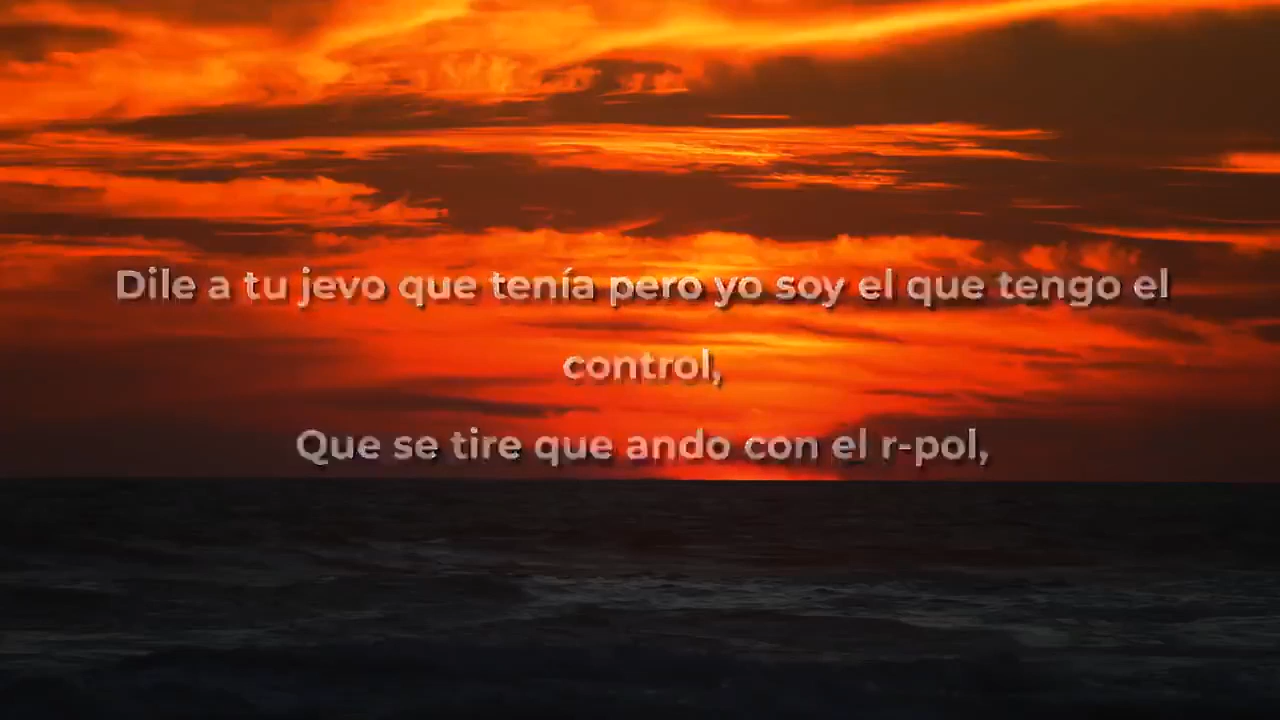 Dile a tu jevo que tenía pero yo soy el que tengo el
control,
Que se tire que ando con el r-pol,